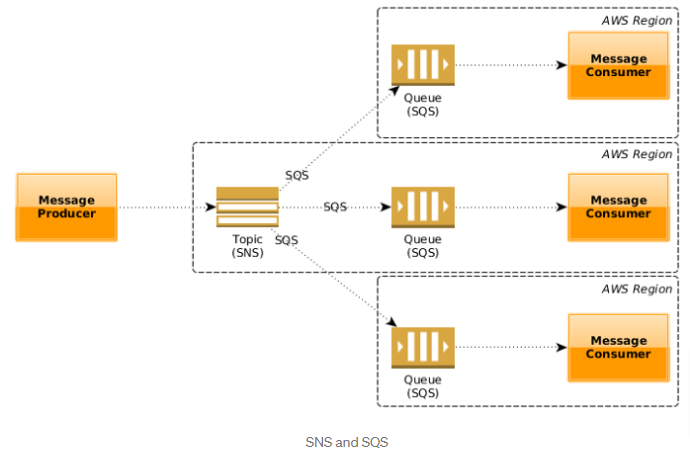 AWS Region
Message
Consumer
Queue
(SQS)
SQS
AWS Region
Message
Producer
Topic
(SNS)
SQS
Queue
(SQS)
Message
Consumer
SQS
AWS Region
Message
Consumer
Queue
(SQS)
SNS and SQS